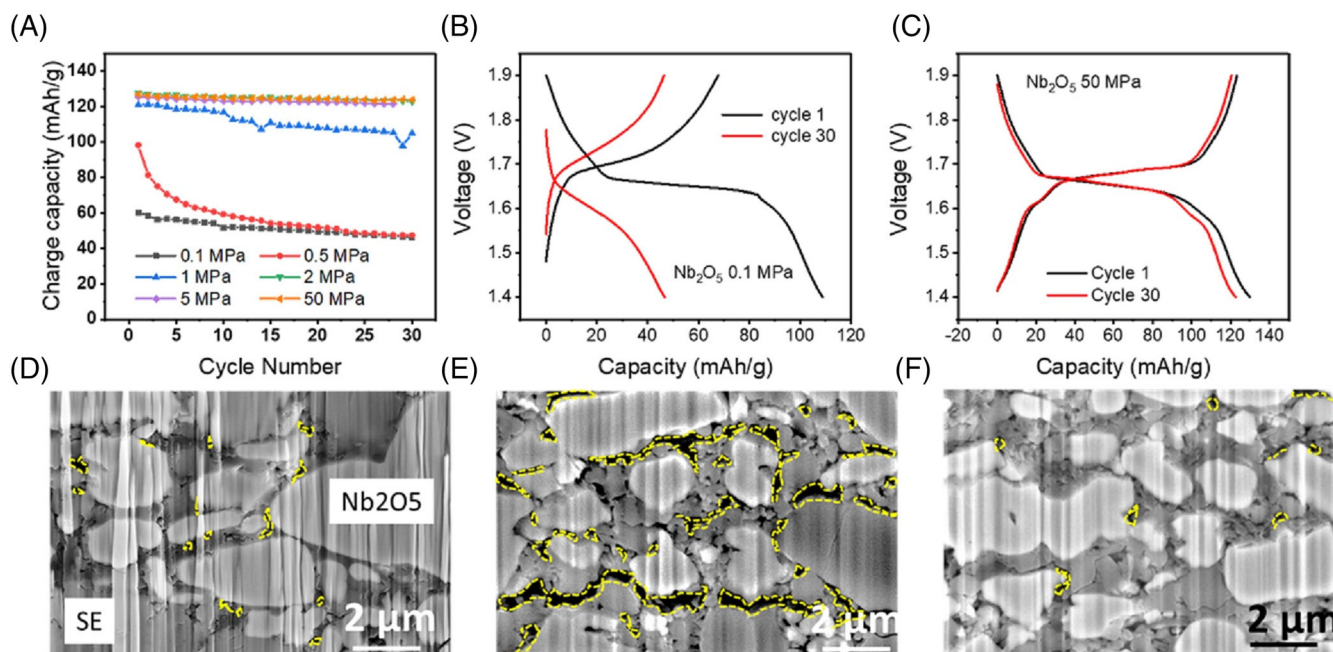 (A)
(B)
(C)
Charge capacity (mAh/g)
140
120
100
80
60
40
20
0
0.1 MPa
0.5 MPa
1 MPa
2 MPa
5 MPa
50 MPa
0
5
10
15
20
25
30
Cycle Number
Voltage (V)
1.9
1.8
1.7
1.6
1.5
1.4
cycle 1
cycle 30
Nb₂O₅ 0.1 MPa
0
20
40
60
80
100
120
Capacity (mAh/g)
Voltage (V)
1.9
1.8
1.7
1.6
1.5
1.4
Nb₂O₅ 50 MPa
Cycle 1
Cycle 30
-20
0
20
40
60
80
100
120
140
Capacity (mAh/g)
(D)
(E)
(F)
Nb2O5
SE
2 μm
2 μm
2 μm